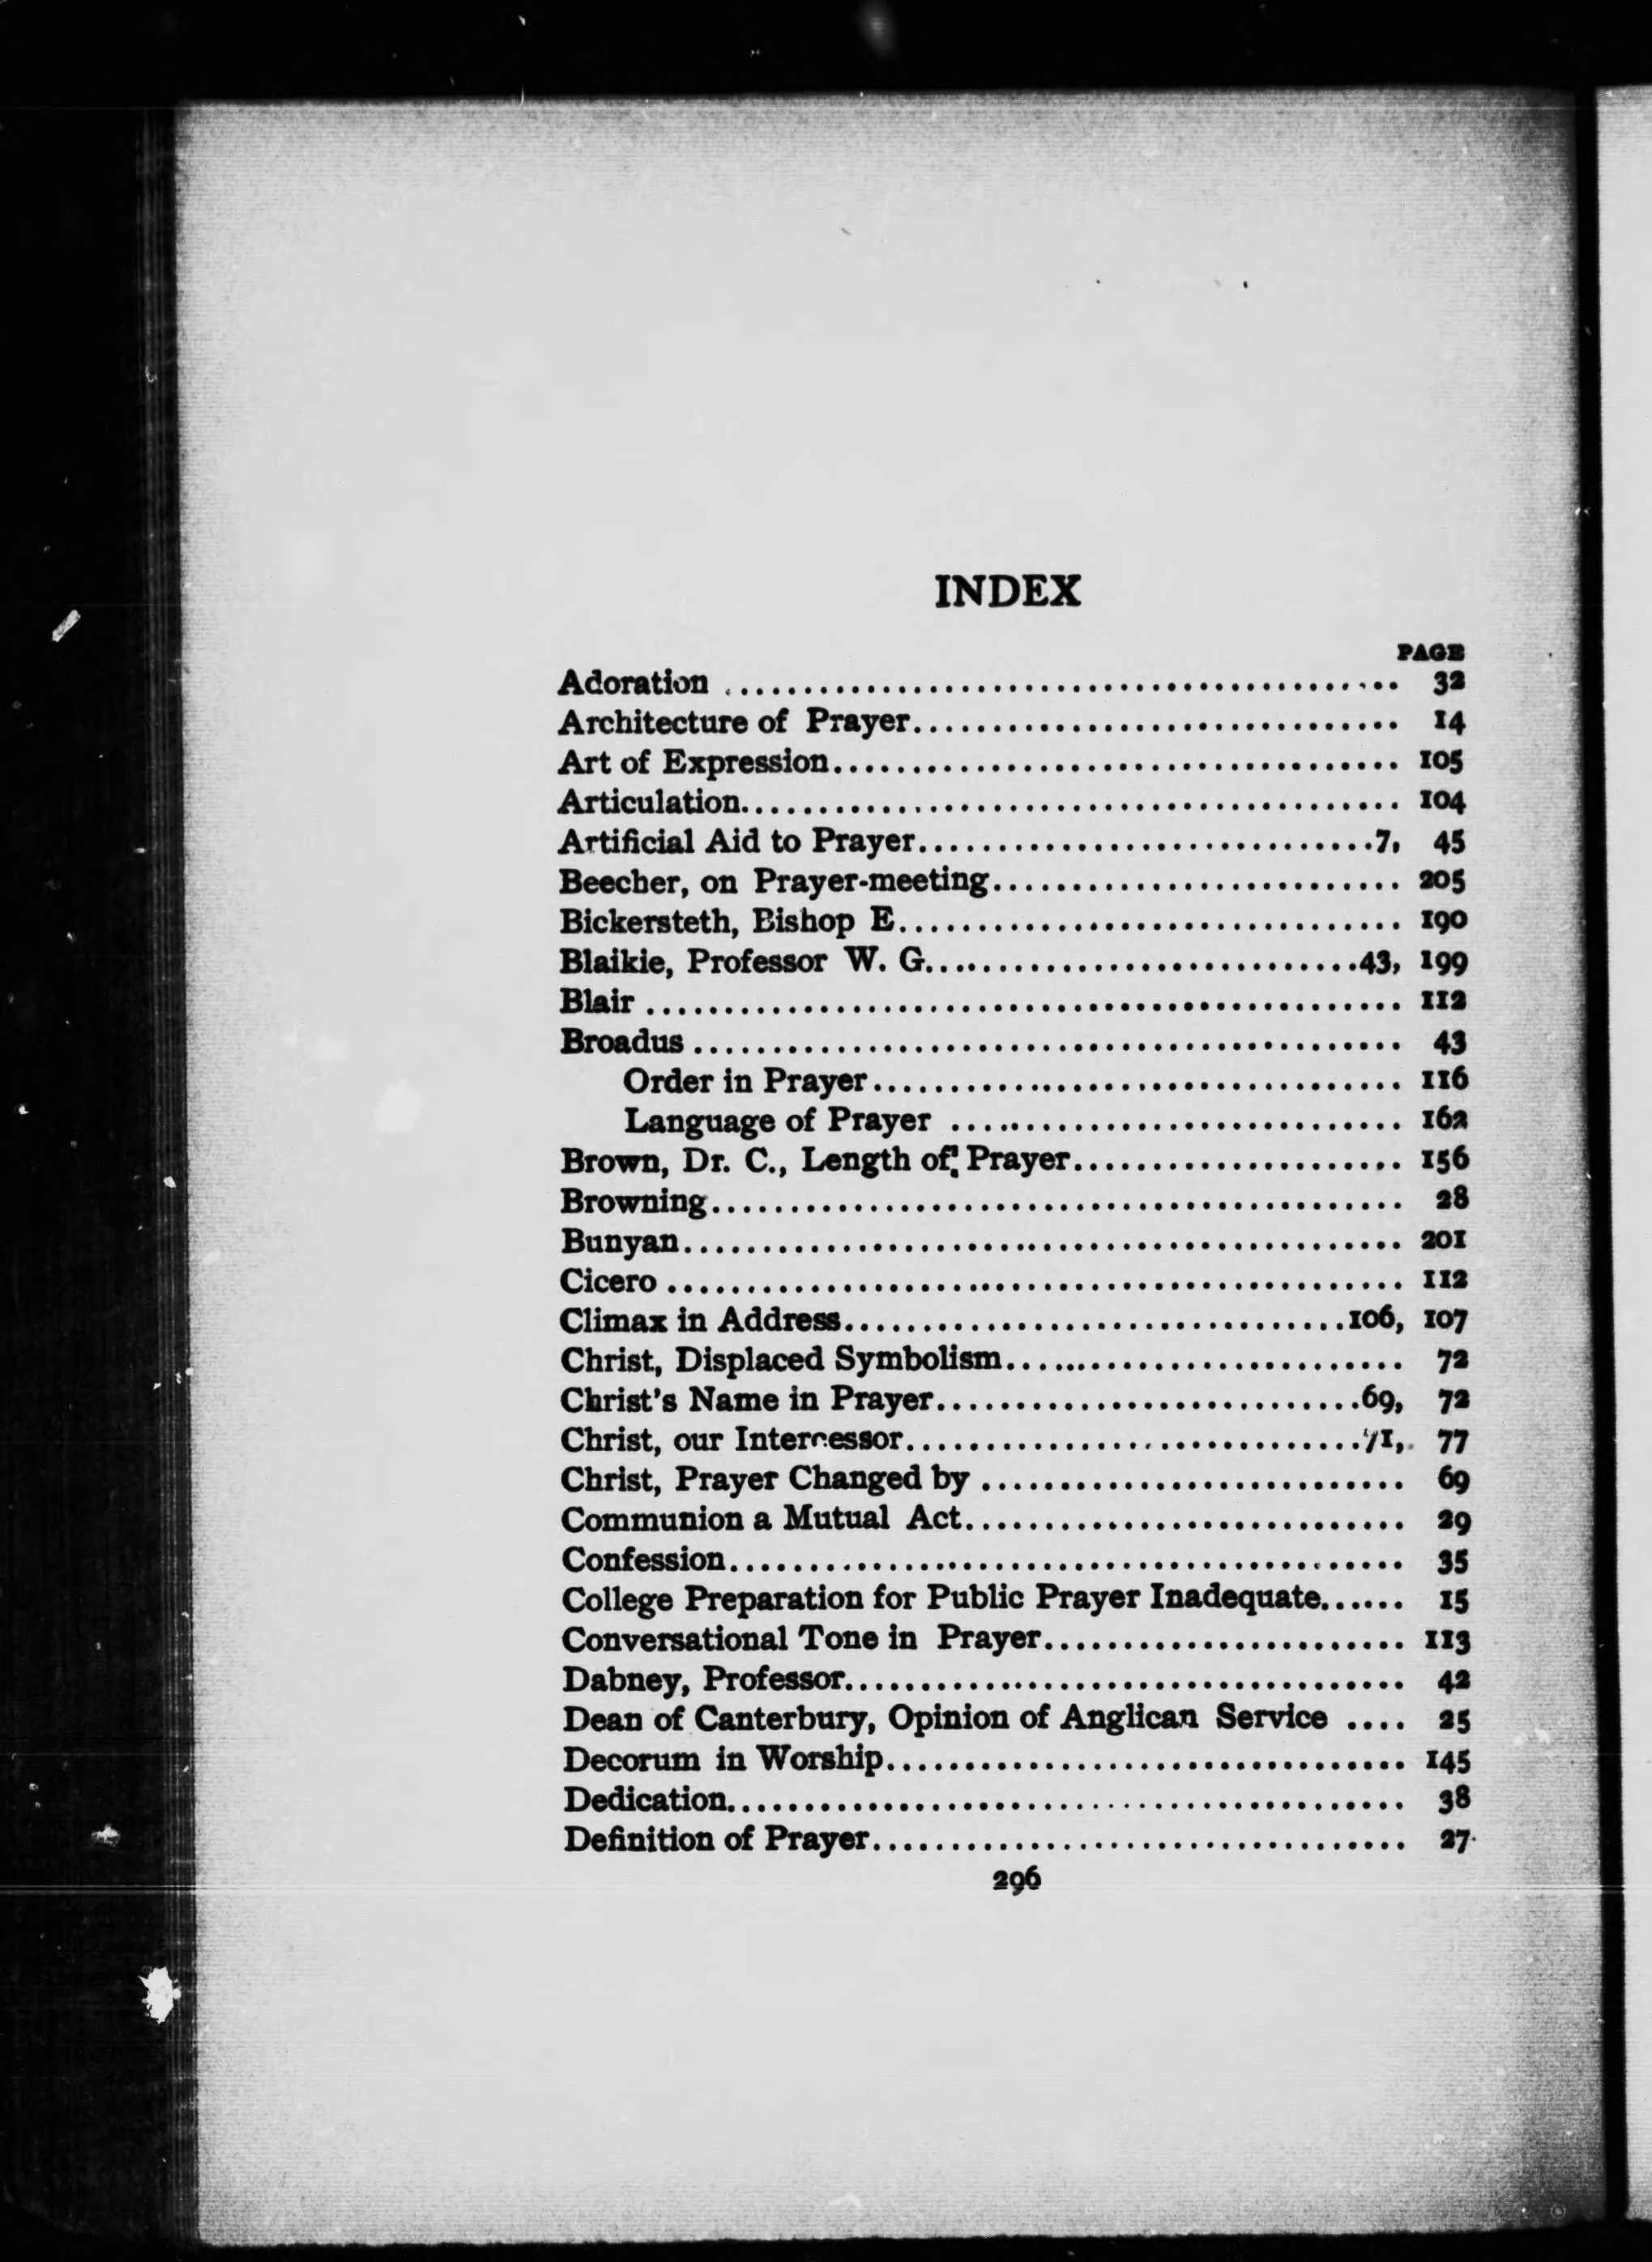 INDEX
PAGE
Adoration ........................................... 32
Architecture of Prayer............................... 14
Art of Expression.................................... 105
Articulation.......................................... 104
Artificial Aid to Prayer.............................7, 45
Beecher, on Prayer-meeting.......................... 205
Bickersteth, Bishop E................................ 190
Blaikie, Professor W. G............................43, 199
Blair ................................................ 112
Broadus ............................................. 43
Order in Prayer.................................. 116
Language of Prayer ............................. 162
Brown, Dr. C., Length of Prayer..................... 156
Browning............................................ 28
Bunyan.............................................. 201
Cicero ............................................... 112
Climax in Address................................106, 107
Christ, Displaced Symbolism......................... 72
Christ's Name in Prayer...........................69, 72
Christ, our Intercessor.............................71, 77
Christ, Prayer Changed by ........................... 69
Communion a Mutual Act............................ 29
Confession........................................... 35
College Preparation for Public Prayer Inadequate...... 15
Conversational Tone in Prayer....................... 113
Dabney, Professor.................................... 42
Dean of Canterbury, Opinion of Anglican Service .... 25
Decorum in Worship................................. 145
Dedication........................................... 38
Definition of Prayer.................................. 27
296